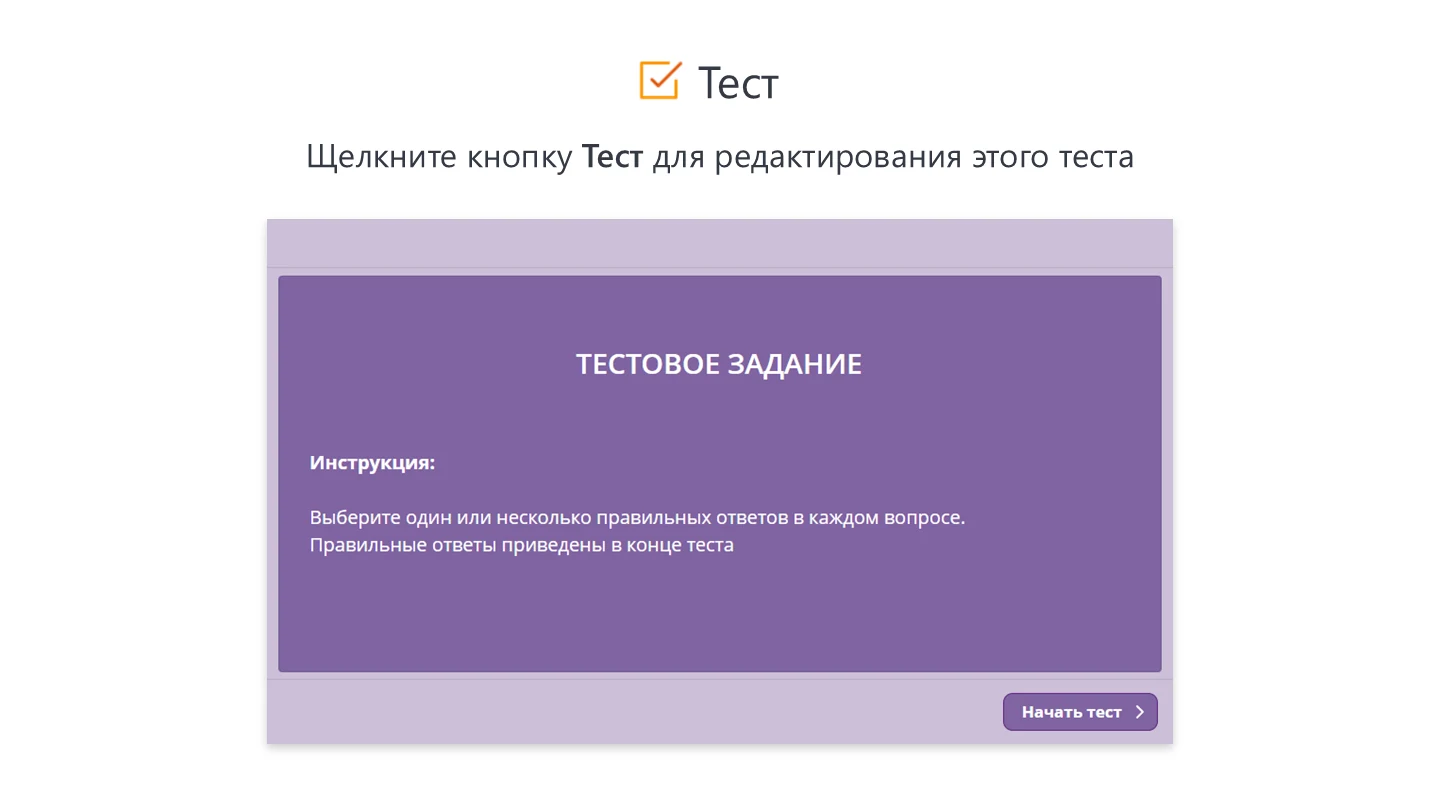 Тест
Щелкните кнопку Тест для редактирования этого теста
ТЕСТОВОЕ ЗАДАНИЕ
Инструкция:
Выберите один или несколько правильных ответов в каждом вопросе.
Правильные ответы приведены в конце теста
Начать тест